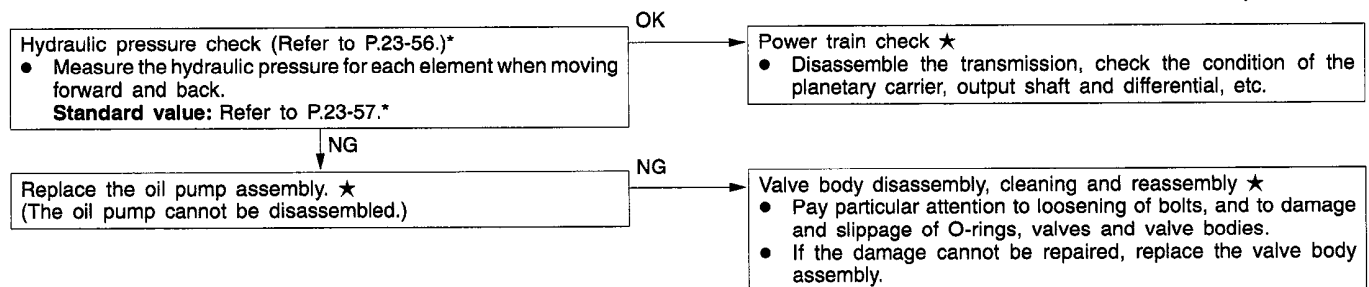 OK
Hydraulic pressure check (Refer to P.23-56.)*
● Measure the hydraulic pressure for each element when moving
forward and back.
Standard value: Refer to P.23-57.*
Power train check ★
● Disassemble the transmission, check the condition of the
planetary carrier, output shaft and differential, etc.
NG
Replace the oil pump assembly. ★
(The oil pump cannot be disassembled.)
NG
Valve body disassembly, cleaning and reassembly ★
● Pay particular attention to loosening of bolts, and to damage
and slippage of O-rings, valves and valve bodies.
● If the damage cannot be repaired, replace the valve body
assembly.